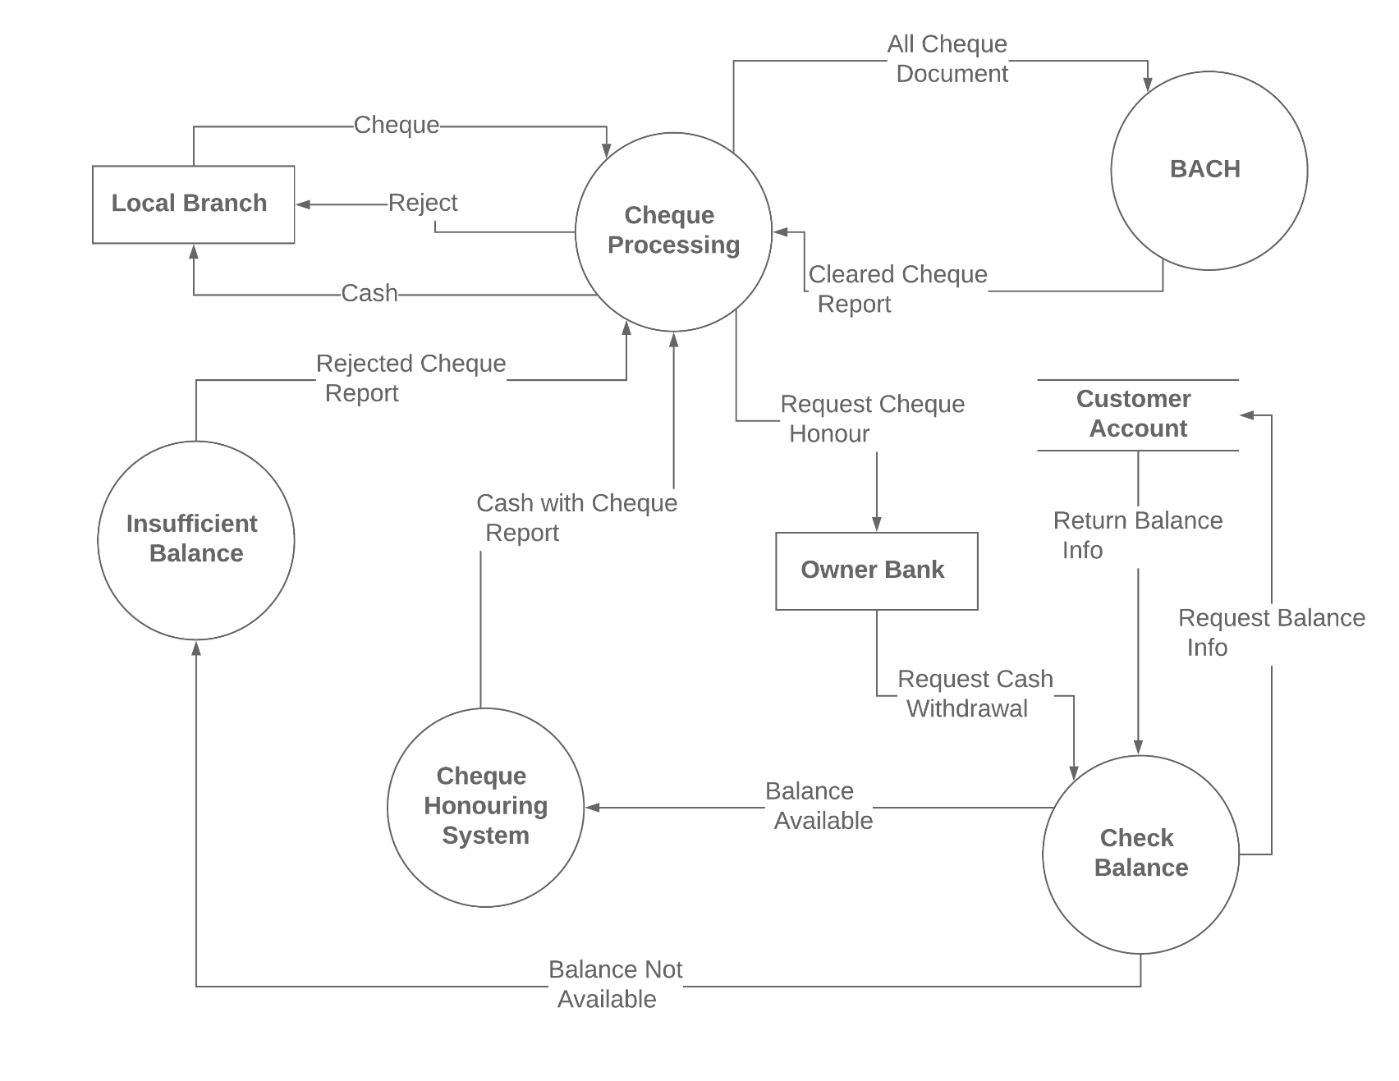 All Cheque
Document
Cheque
BACH
Local Branch
Reject
Cheque
Processing
Cleared Cheque
Report
Cash
Rejected Cheque
Report
Request Cheque
Honour
Customer
Account
Cash with Cheque
Report
Insufficient
Balance
Return Balance
Info
Owner Bank
Request Balance
Info
Request Cash
Withdrawal
Cheque
Honouring
System
Balance
Available
Check
Balance
Balance Not
Available